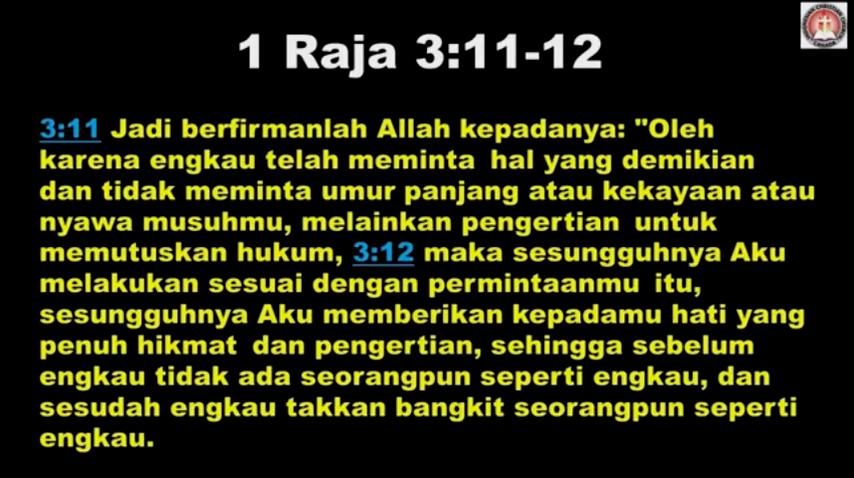 1 Raja 3:11-12
3:11 Jadi berfirmanlah Allah kepadanya: "Oleh
karena engkau telah meminta hal yang demikian
dan tidak meminta umur panjang atau kekayaan atau
nyawa musuhmu, melainkan pengertian untuk
memutuskan hukum, 3:12 maka sesungguhnya Aku
melakukan sesuai dengan permintaanmu itu,
sesungguhnya Aku memberikan kepadamu hati yang
penuh hikmat dan pengertian, sehingga sebelum
engkau tidak ada seorangpun seperti engkau, dan
sesudah engkau takkan bangkit seorangpun seperti
engkau.